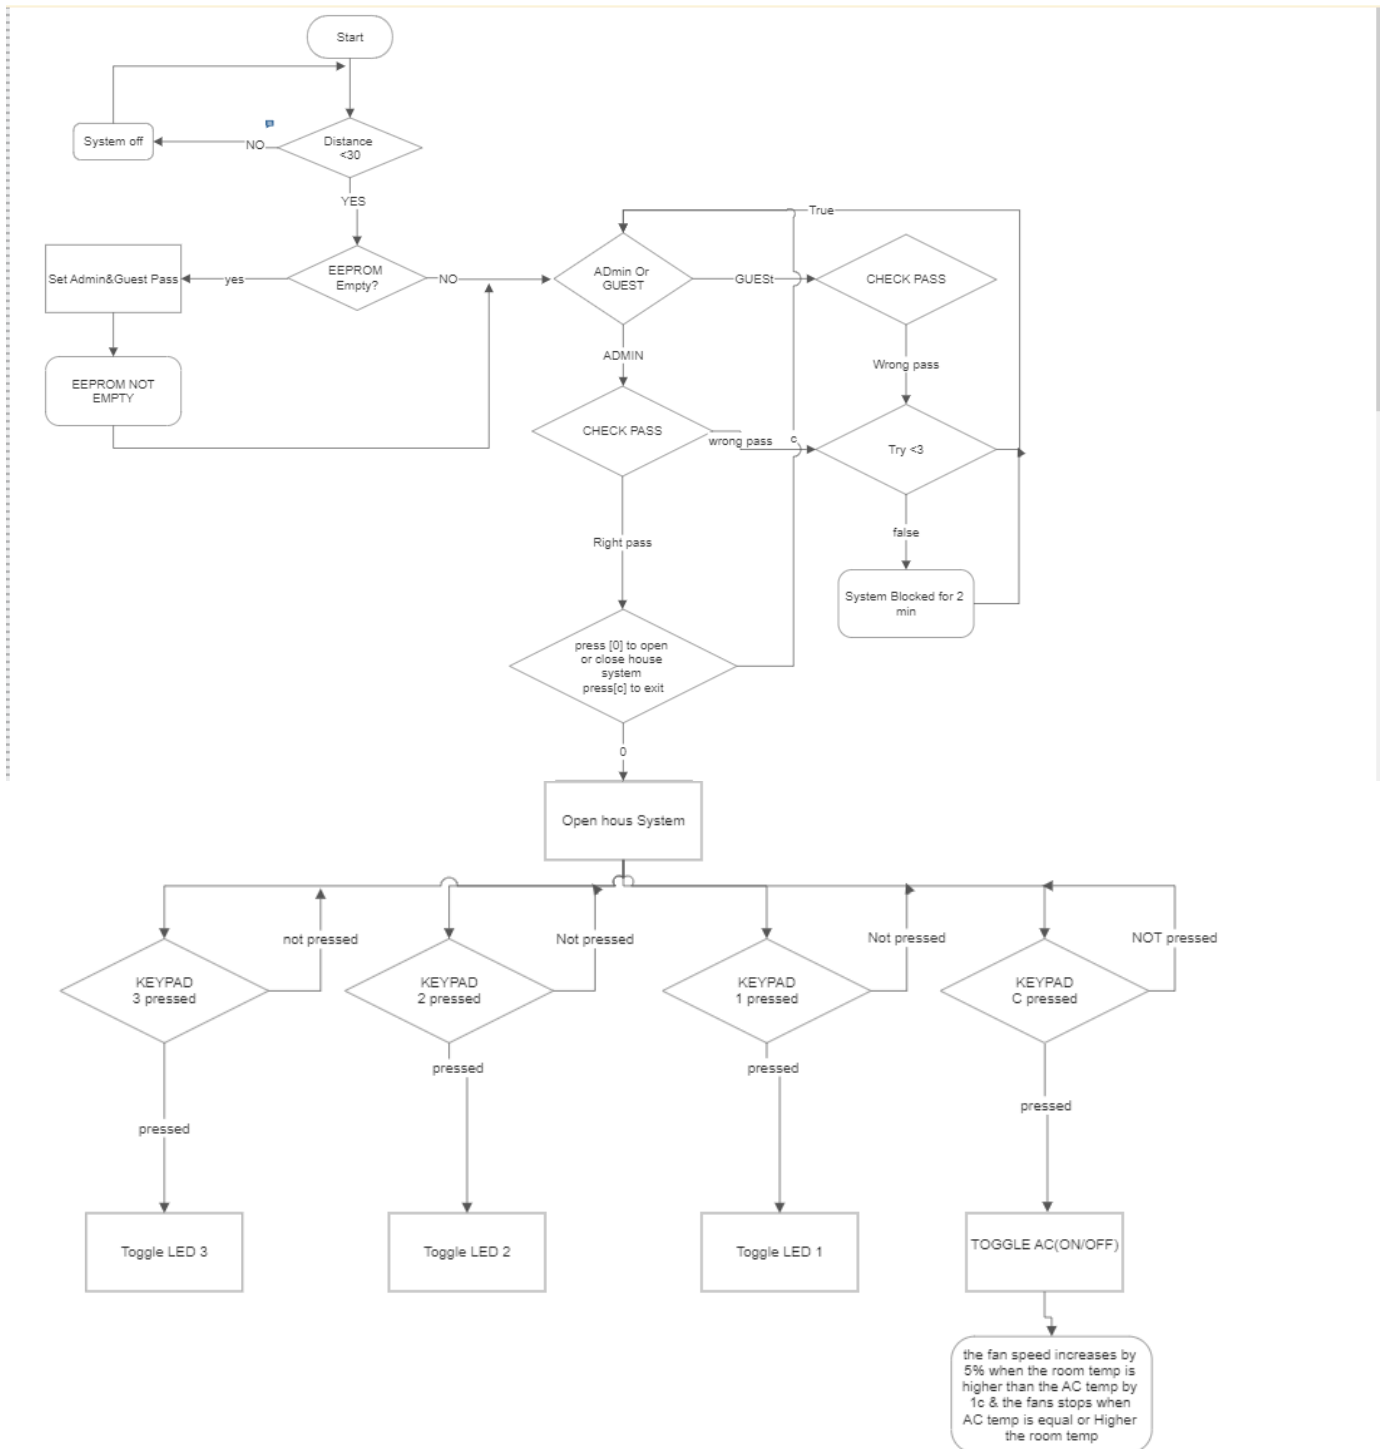 Start
System off
NO
Distance
<30
YES
True
Set Admin&Guest Pass
yes
EEPROM
Empty?
NO
ADmin Or
GUEST
GUESt
CHECK PASS
ADMIN
Wrong pass
EEPROM NOT
EMPTY
CHECK PASS
wrong pass
c
Try <3
false
Right pass
System Blocked for 2
min
press [0] to open
or close house
system
press[c] to exit
0
Open hous System
not pressed
Not pressed
Not pressed
NOT pressed
KEYPAD
3 pressed
KEYPAD
2 pressed
KEYPAD
1 pressed
KEYPAD
C pressed
pressed
pressed
pressed
pressed
Toggle LED 3
Toggle LED 2
Toggle LED 1
TOGGLE AC(ON/OFF)
the fan speed increases by
5% when the room temp is
higher than the AC temp by
1c & the fans stops when
AC temp is equal or Higher
the room temp